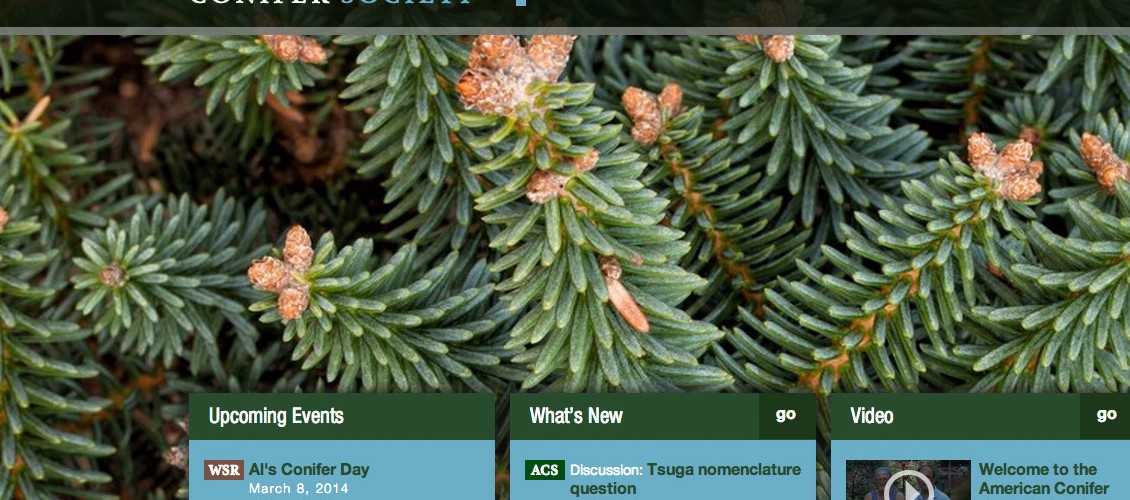 CONIFER SOCIETY
Upcoming Events
What's New
go
Video
go
WSR Al's Conifer Day
March 8, 2014
ACS Discussion: Tsuga nomenclature
question
Welcome to the
American Conifer